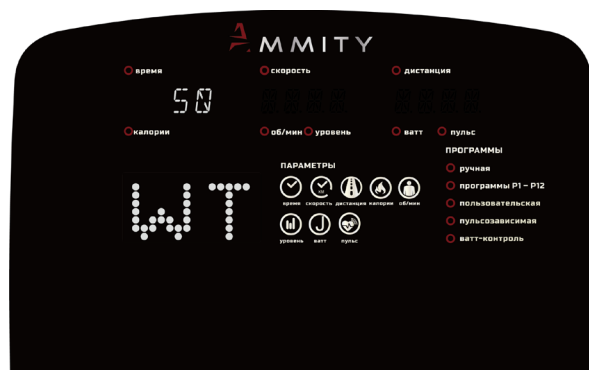 AMMITY
время скорость дистанция
50
калории об/мин уровень ватт пульс
ПРОГРАММЫ
ручная
программы P1 – P12
пользовательская
пульсозависимая
ватт-контроль
ПАРАМЕТРЫ
время скорость дистанция калории об/мин
уровень ватт пульс
WT